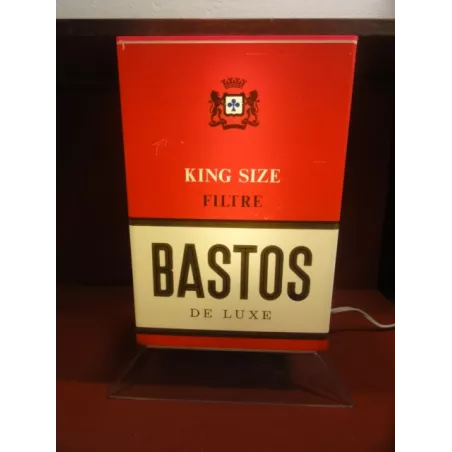 KING SIZE
FILTRE
BASTOS
DE LUXE